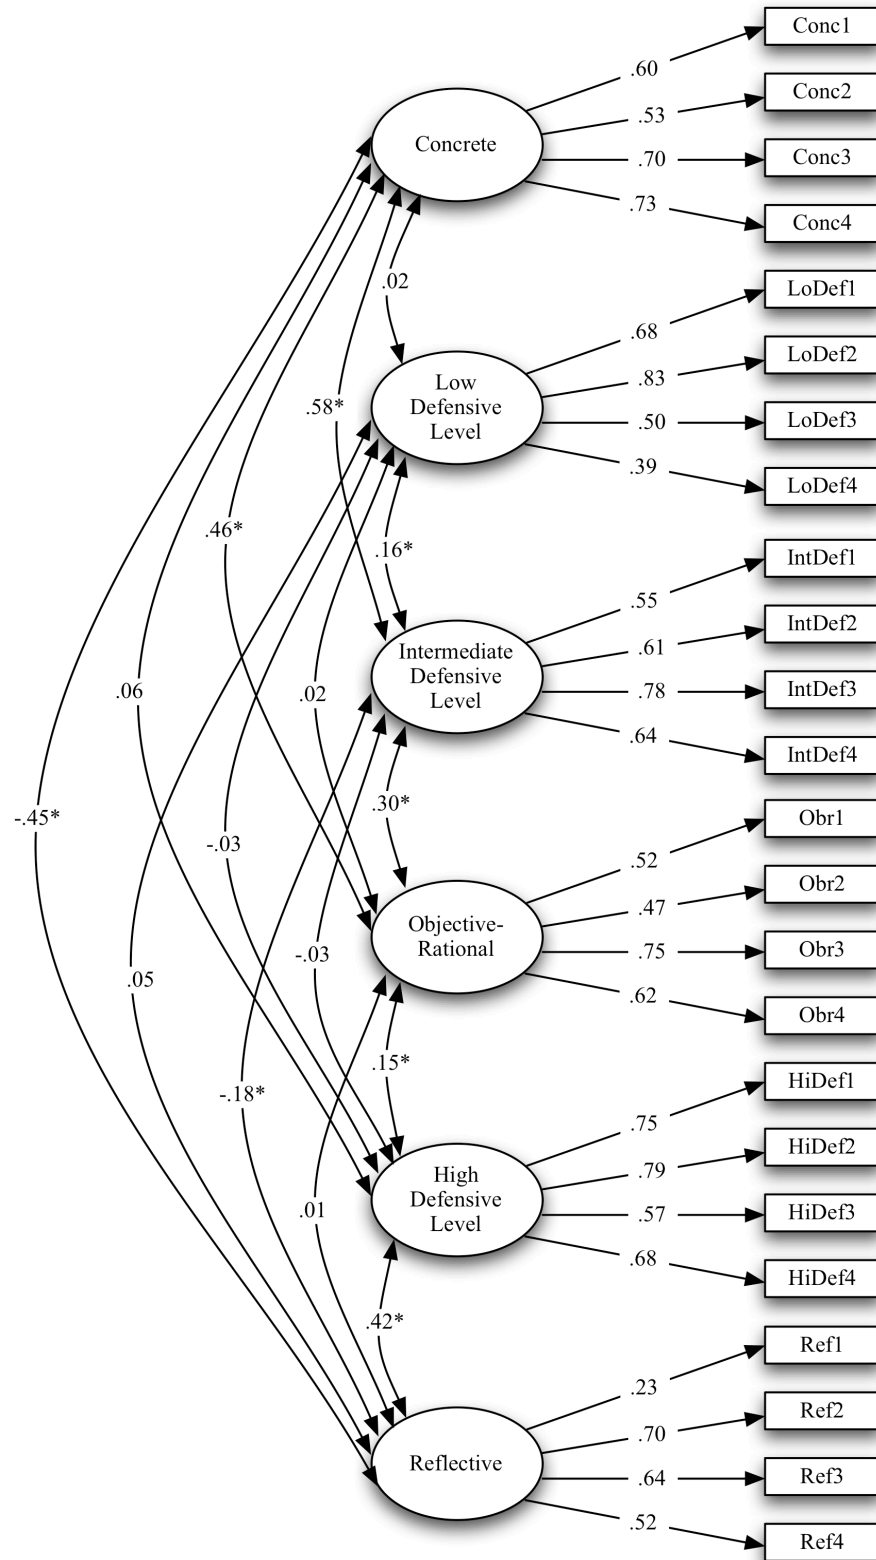 Conc1
.60
Conc2
.53
Concrete
Conc3
.70
.73
Conc4
.02
LoDef1
.68
LoDef2
.83
Low
Defensive
Level
.58*
LoDef3
.50
.39
LoDef4
.46*
.16*
IntDef1
.55
IntDef2
.61
Intermediate
Defensive
Level
.06
.02
IntDef3
.78
.64
IntDef4
.30*
-.45*
-.03
Obr1
.52
Obr2
.47
Objective-
Rational
-.03
.05
Obr3
.75
.62
Obr4
.15*
-.18*
HiDef1
.75
HiDef2
.79
High
Defensive
Level
.01
HiDef3
.57
.68
HiDef4
.42*
Ref1
.23
Ref2
.70
Reflective
Ref3
.64
.52
Ref4